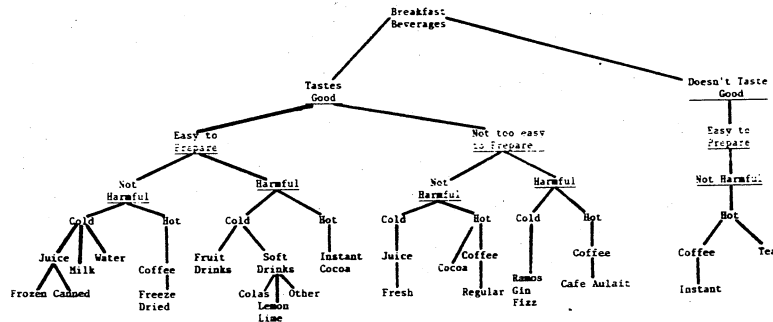 Breakfast
Beverages
Tastes
Good
Doesn't Taste
Good
Easy to
Prepare
Not too easy
to Prepare
Easy to
Prepare
Not
Harmful
Harmful
Not
Harmful
Harmful
Not Harmful
Cold
Hot
Cold
Hot
Cold
Hot
Cold
Hot
Hot
Juice
Milk
Water
Coffee
Fruit
Drinks
Soft
Drinks
Instant
Cocoa
Juice
Cocoa
Coffee
Ramos
Gin
Fizz
Coffee
Coffee
Tea
Frozen
Canned
Freeze
Dried
Colas
Lemon
Lime
Other
Fresh
Regular
Cafe Aulait
Instant